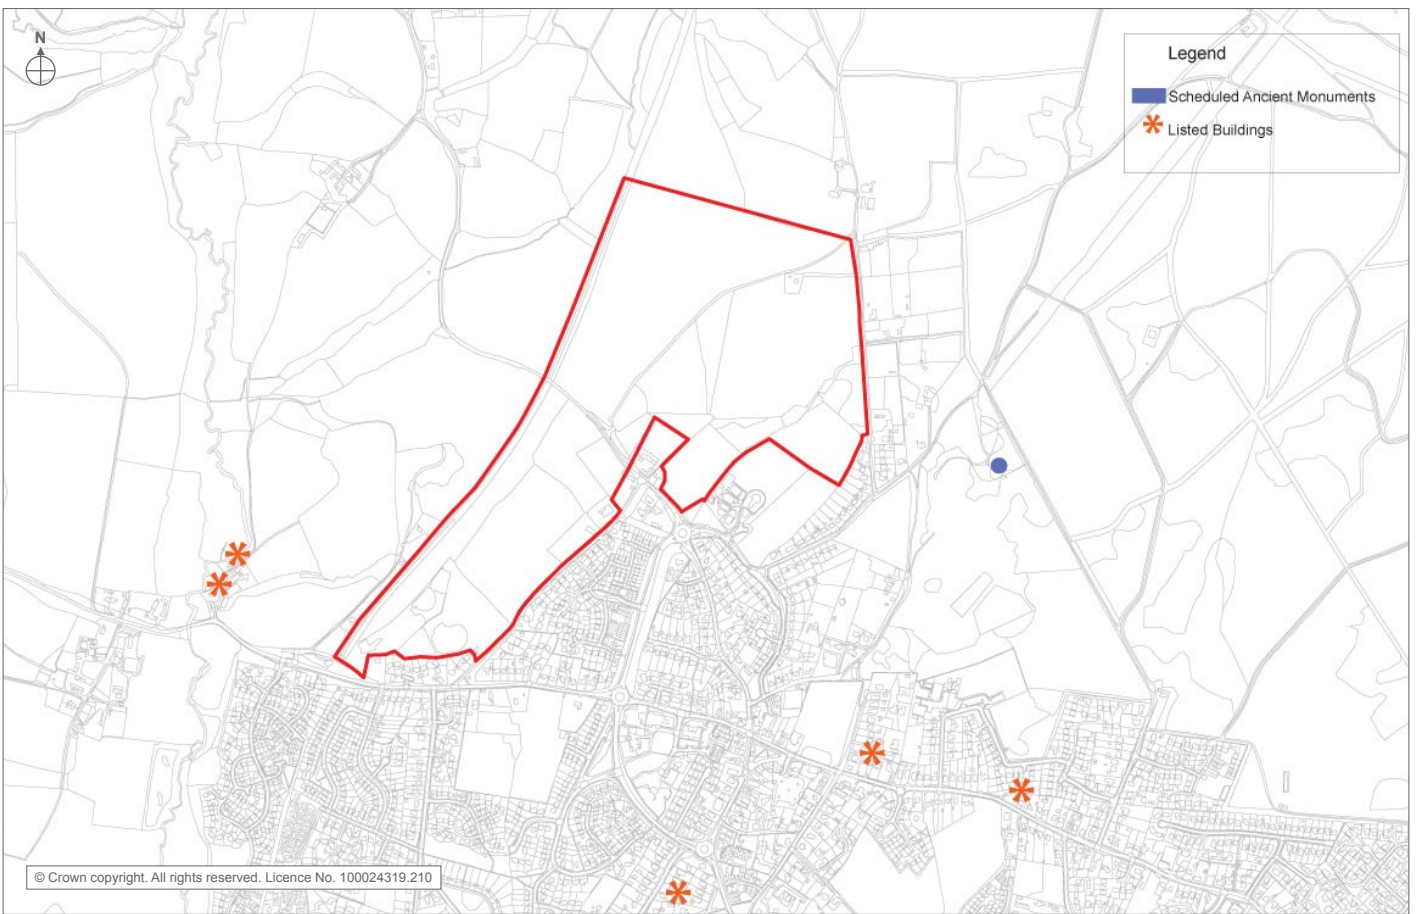 N
Legend
Scheduled Ancient Monuments
Listed Buildings
© Crown copyright. All rights reserved. Licence No. 100024319.210